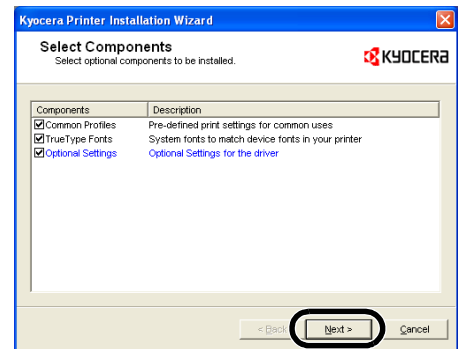 Kyocera Printer Installation Wizard
Select Components
Select optional components to be installed.
KYOCERA
Components Description
Common Profiles Pre-defined print settings for common uses
TrueType Fonts System fonts to match device fonts in your printer
Optional Settings Optional Settings for the driver
< Back Next > Cancel